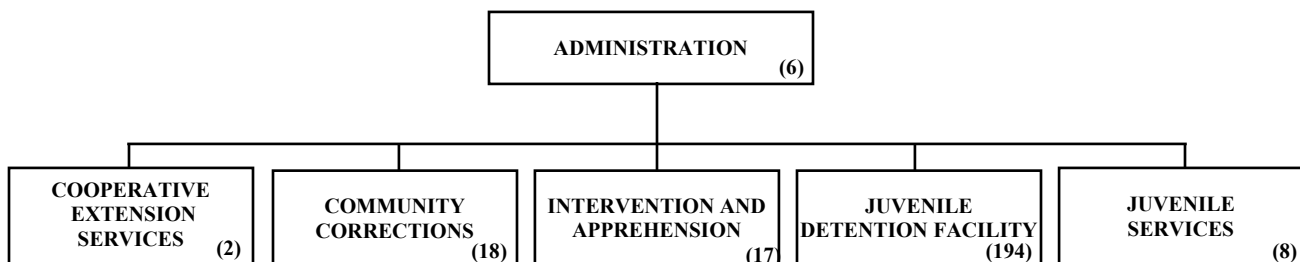 ADMINISTRATION
(6)
COOPERATIVE
EXTENSION
SERVICES
(2)
COMMUNITY
CORRECTIONS
(18)
INTERVENTION AND
APPREHENSION
(17)
JUVENILE
DETENTION FACILITY
(194)
JUVENILE
SERVICES
(8)